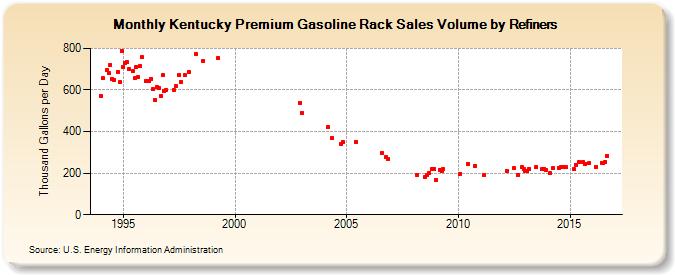 Monthly Kentucky Premium Gasoline Rack Sales Volume by Refiners
Thousand Gallons per Day
800
600
400
200
0
1995 2000 2005 2010 2015
Source: U.S. Energy Information Administration